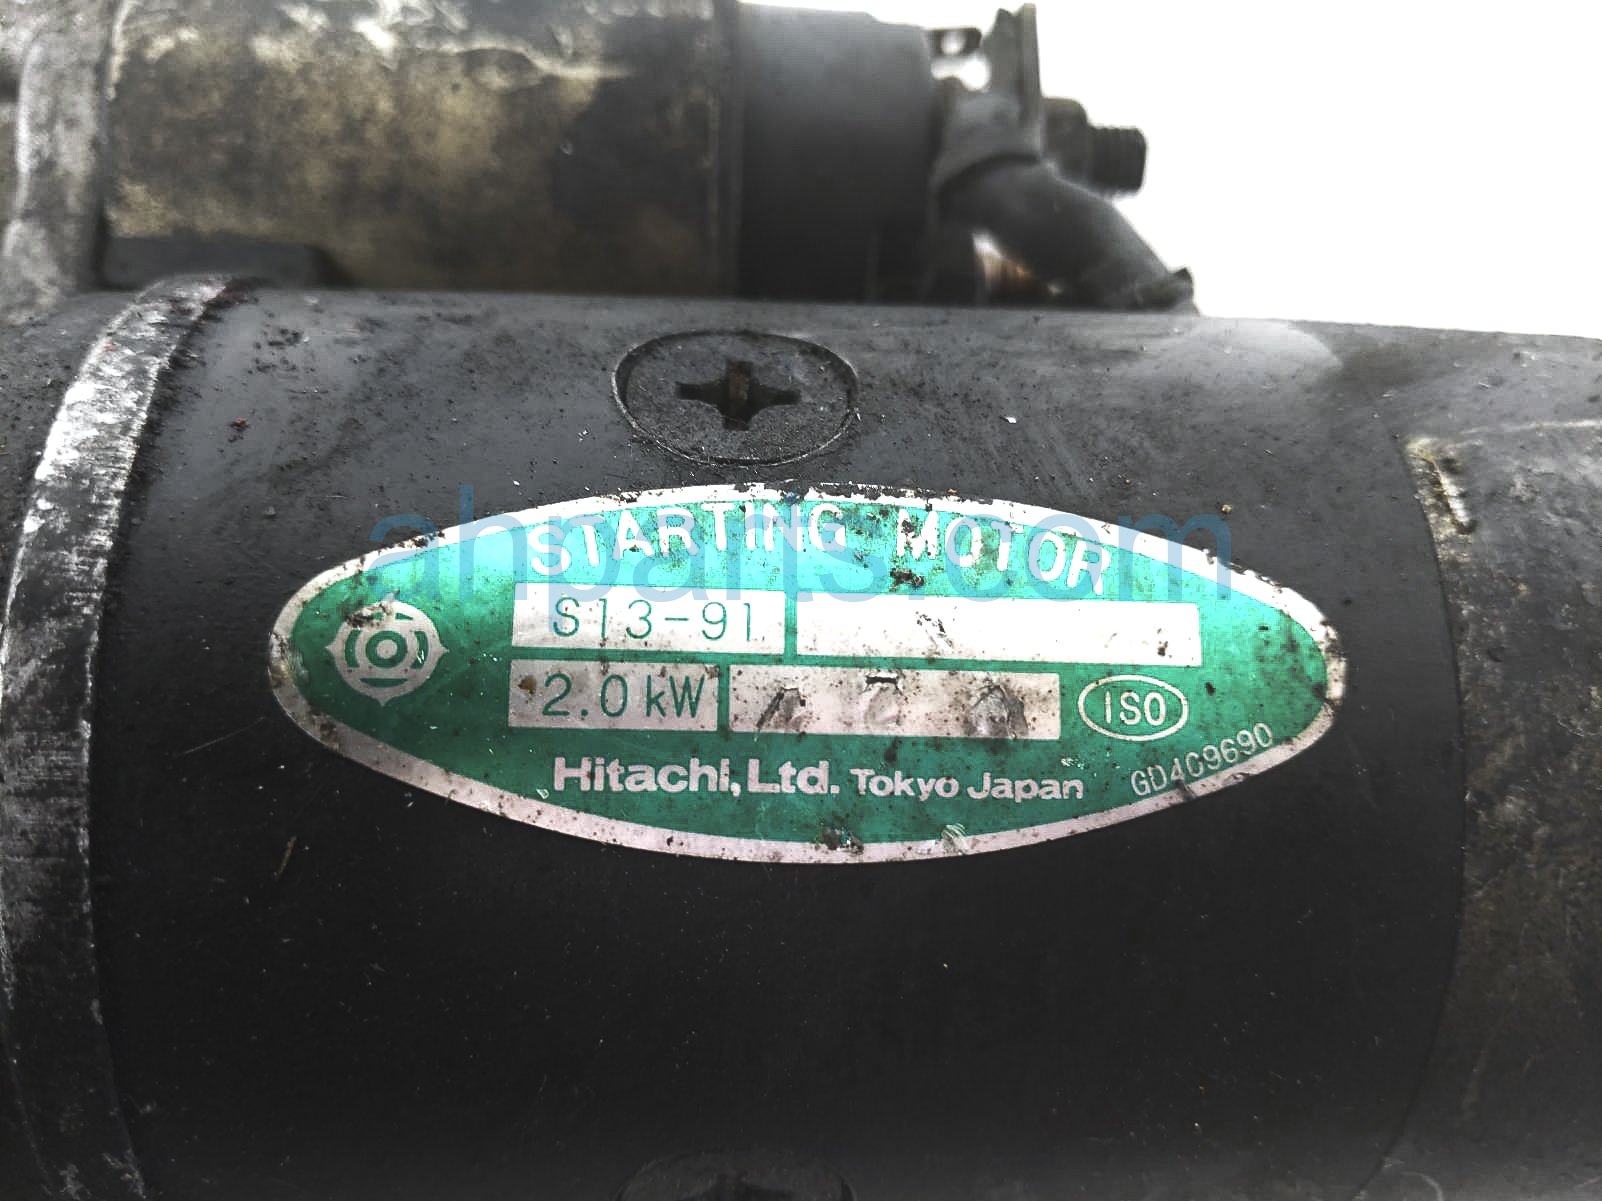 STARTING MOTOR
S13-91
2.0kW
ISO
Hitachi, Ltd. Tokyo Japan
GD4C9690
ahparts.com